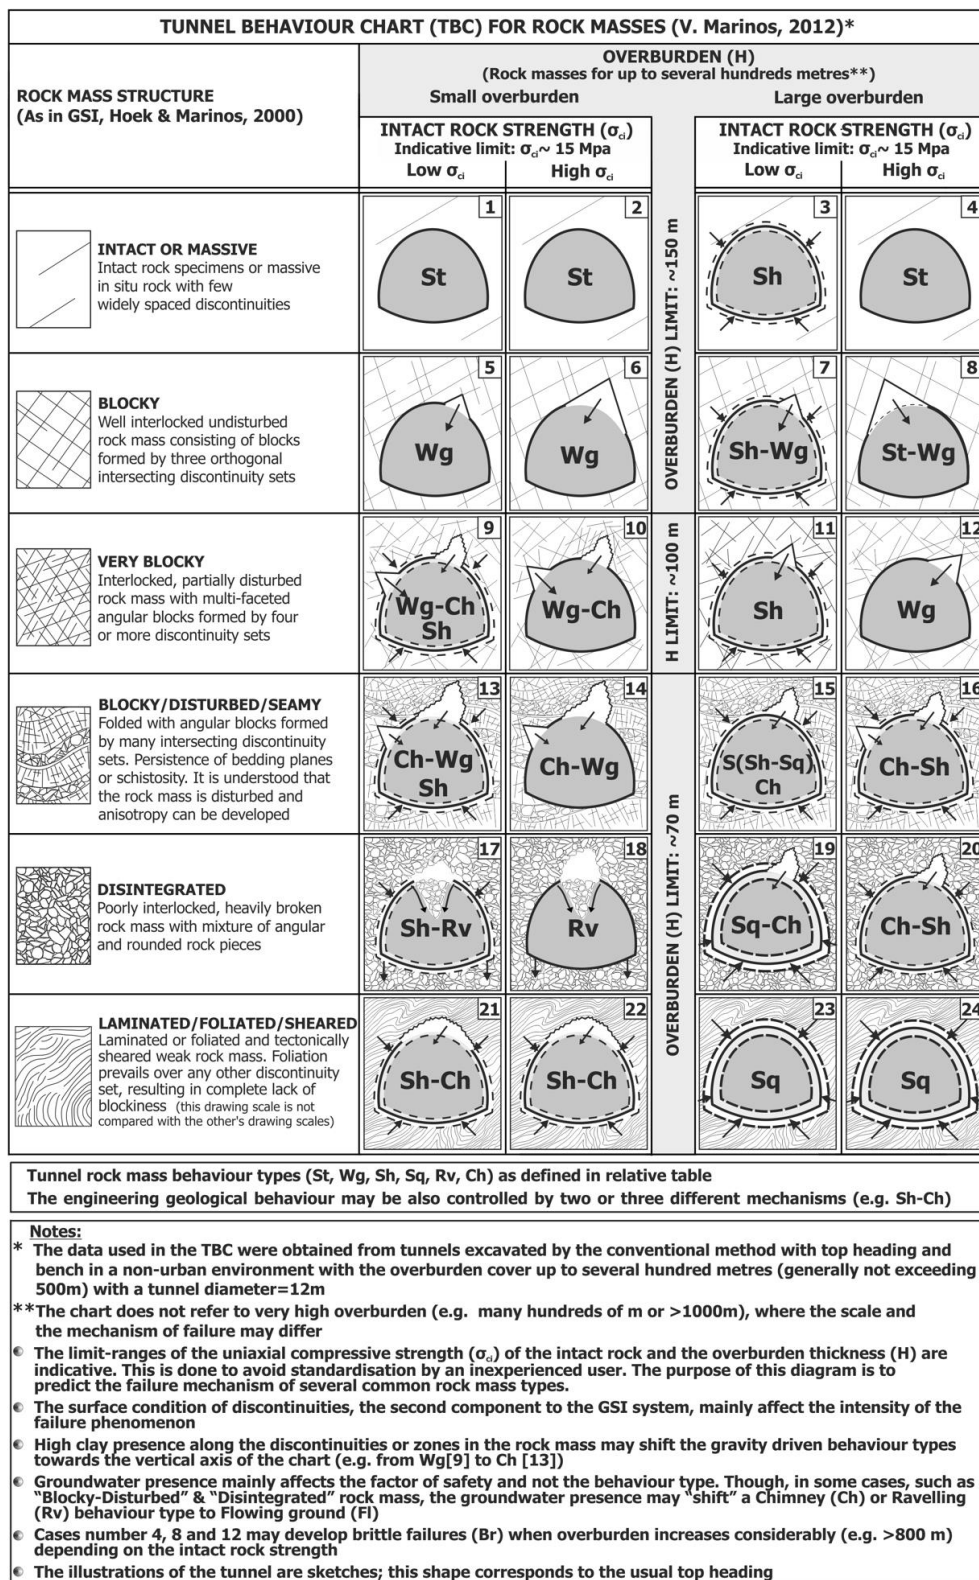 TUNNEL BEHAVIOUR CHART (TBC) FOR ROCK MASSES (V. Marinos, 2012)*
ROCK MASS STRUCTURE
(As in GSI, Hoek & Marinos, 2000)
OVERBURDEN (H)
(Rock masses for up to several hundreds metres**)
Small overburden
Large overburden
INTACT ROCK STRENGTH (σci)
Indicative limit: σci~ 15 Mpa
Low σci
High σci
INTACT ROCK STRENGTH (σci)
Indicative limit: σci~ 15 Mpa
Low σci
High σci
OVERBURDEN (H) LIMIT: ~150 m
H LIMIT: ~100 m
OVERBURDEN (H) LIMIT: ~70 m
INTACT OR MASSIVE
Intact rock specimens or massive
in situ rock with few
widely spaced discontinuities
1
St
2
St
3
Sh
4
St
BLOCKY
Well interlocked undisturbed
rock mass consisting of blocks
formed by three orthogonal
intersecting discontinuity sets
5
Wg
6
Wg
7
Sh-Wg
8
St-Wg
VERY BLOCKY
Interlocked, partially disturbed
rock mass with multi-faceted
angular blocks formed by four
or more discontinuity sets
9
Wg-Ch
Sh
10
Wg-Ch
11
Sh
12
Wg
BLOCKY/DISTURBED/SEAMY
Folded with angular blocks formed
by many intersecting discontinuity
sets. Persistence of bedding planes
or schistosity. It is understood that
the rock mass is disturbed and
anisotropy can be developed
13
Ch-Wg
Sh
14
Ch-Wg
15
S(Sh-Sq)
Ch
16
Ch-Sh
DISINTEGRATED
Poorly interlocked, heavily broken
rock mass with mixture of angular
and rounded rock pieces
17
Sh-Rv
18
Rv
19
Sq-Ch
20
Ch-Sh
LAMINATED/FOLIATED/SHEARED
Laminated or foliated and tectonically
sheared weak rock mass. Foliation
prevails over any other discontinuity
set, resulting in complete lack of
blockiness (this drawing scale is not
compared with the other's drawing scales)
21
Sh-Ch
22
Sh-Ch
23
Sq
24
Sq
Tunnel rock mass behaviour types (St, Wg, Sh, Sq, Rv, Ch) as defined in relative table
The engineering geological behaviour may be also controlled by two or three different mechanisms (e.g. Sh-Ch)
Notes:
* The data used in the TBC were obtained from tunnels excavated by the conventional method with top heading and
bench in a non-urban environment with the overburden cover up to several hundred metres (generally not exceeding
500m) with a tunnel diameter=12m
**The chart does not refer to very high overburden (e.g. many hundreds of m or >1000m), where the scale and
the mechanism of failure may differ
The limit-ranges of the uniaxial compressive strength (σci) of the intact rock and the overburden thickness (H) are
indicative. This is done to avoid standardisation by an inexperienced user. The purpose of this diagram is to
predict the failure mechanism of several common rock mass types.
The surface condition of discontinuities, the second component to the GSI system, mainly affect the intensity of the
failure phenomenon
High clay presence along the discontinuities or zones in the rock mass may shift the gravity driven behaviour types
towards the vertical axis of the chart (e.g. from Wg[9] to Ch [13])
Groundwater presence mainly affects the factor of safety and not the behaviour type. Though, in some cases, such as
"Blocky-Disturbed" & "Disintegrated" rock mass, the groundwater presence may "shift" a Chimney (Ch) or Ravelling
(Rv) behaviour type to Flowing ground (Fl)
Cases number 4, 8 and 12 may develop brittle failures (Br) when overburden increases considerably (e.g. >800 m)
depending on the intact rock strength
The illustrations of the tunnel are sketches; this shape corresponds to the usual top heading